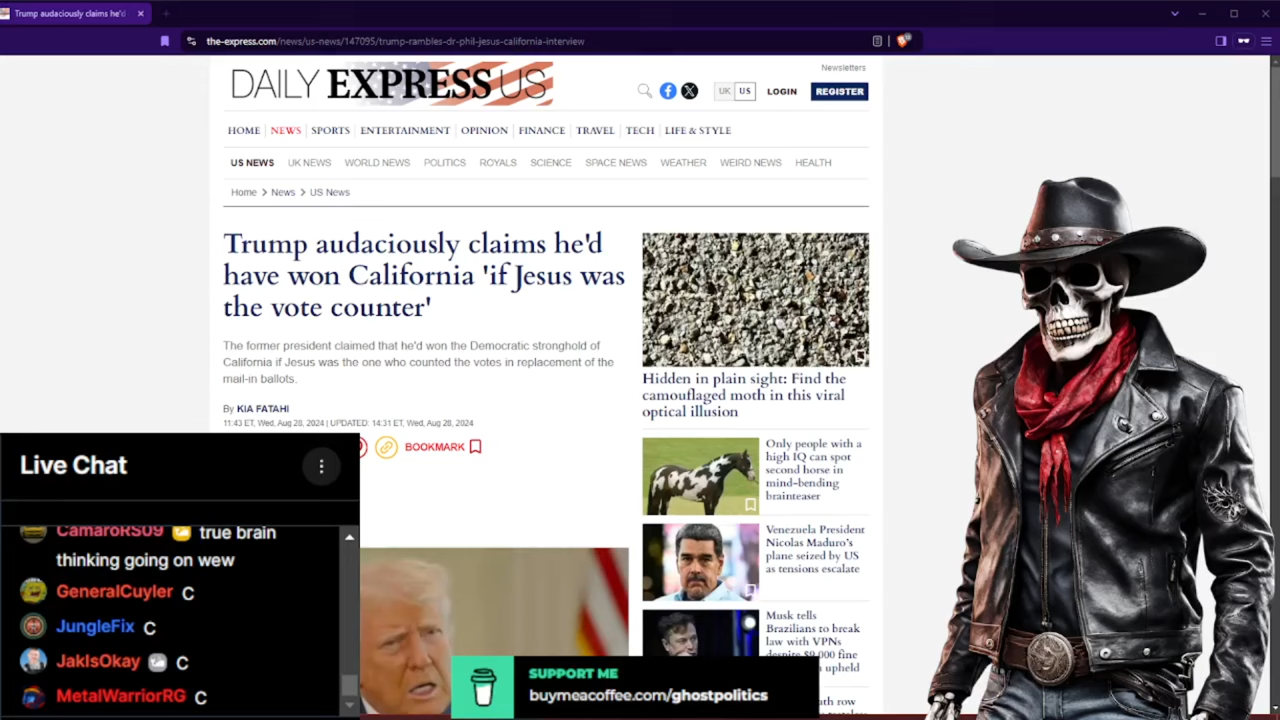 Trump audaciously claims he'd
the-express.com/news/us-news/147095/trump-rambles-dr-phil-jesus-california-interview
Newsletters
DAILY EXPRESS US
UK US LOGIN REGISTER
HOME NEWS SPORTS ENTERTAINMENT OPINION FINANCE TRAVEL TECH LIFE & STYLE
US NEWS UK NEWS WORLD NEWS POLITICS ROYALS SCIENCE SPACE NEWS WEATHER WEIRD NEWS HEALTH
Home > News > US News
Trump audaciously claims he'd
have won California 'if Jesus was
the vote counter'
The former president claimed that he'd won the Democratic stronghold of
California if Jesus was the one who counted the votes in replacement of the
mail-in ballots.
By KIA FATAHI
11:43 ET, Wed, Aug 28, 2024 | UPDATED: 14:31 ET, Wed, Aug 28, 2024
BOOKMARK
Hidden in plain sight: Find the
camouflaged moth in this viral
optical illusion
Only people with a
high IQ can spot
second horse in
mind-bending
brainteaser
Venezuela President
Nicolas Maduro's
plane seized by US
as tensions escalate
Musk tells
Brazilians to break
law with VPNs
despite $9,000 fine
upheld
Live Chat
CamaroRS09 true brain
thinking going on wew
GeneralCuyler C
JungleFix C
JakIsOkay C
MetalWarriorRG C
SUPPORT ME
buymeacoffee.com/ghostpolitics